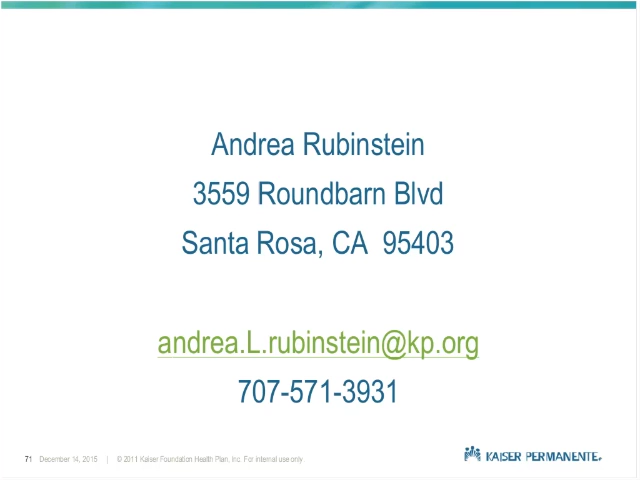 Andrea Rubinstein
3559 Roundbarn Blvd
Santa Rosa, CA 95403
andrea.L.rubinstein@kp.org
707-571-3931
71 December 14, 2015 | © 2011 Kaiser Foundation Health Plan, Inc. For internal use only
KAISER PERMANENTE.